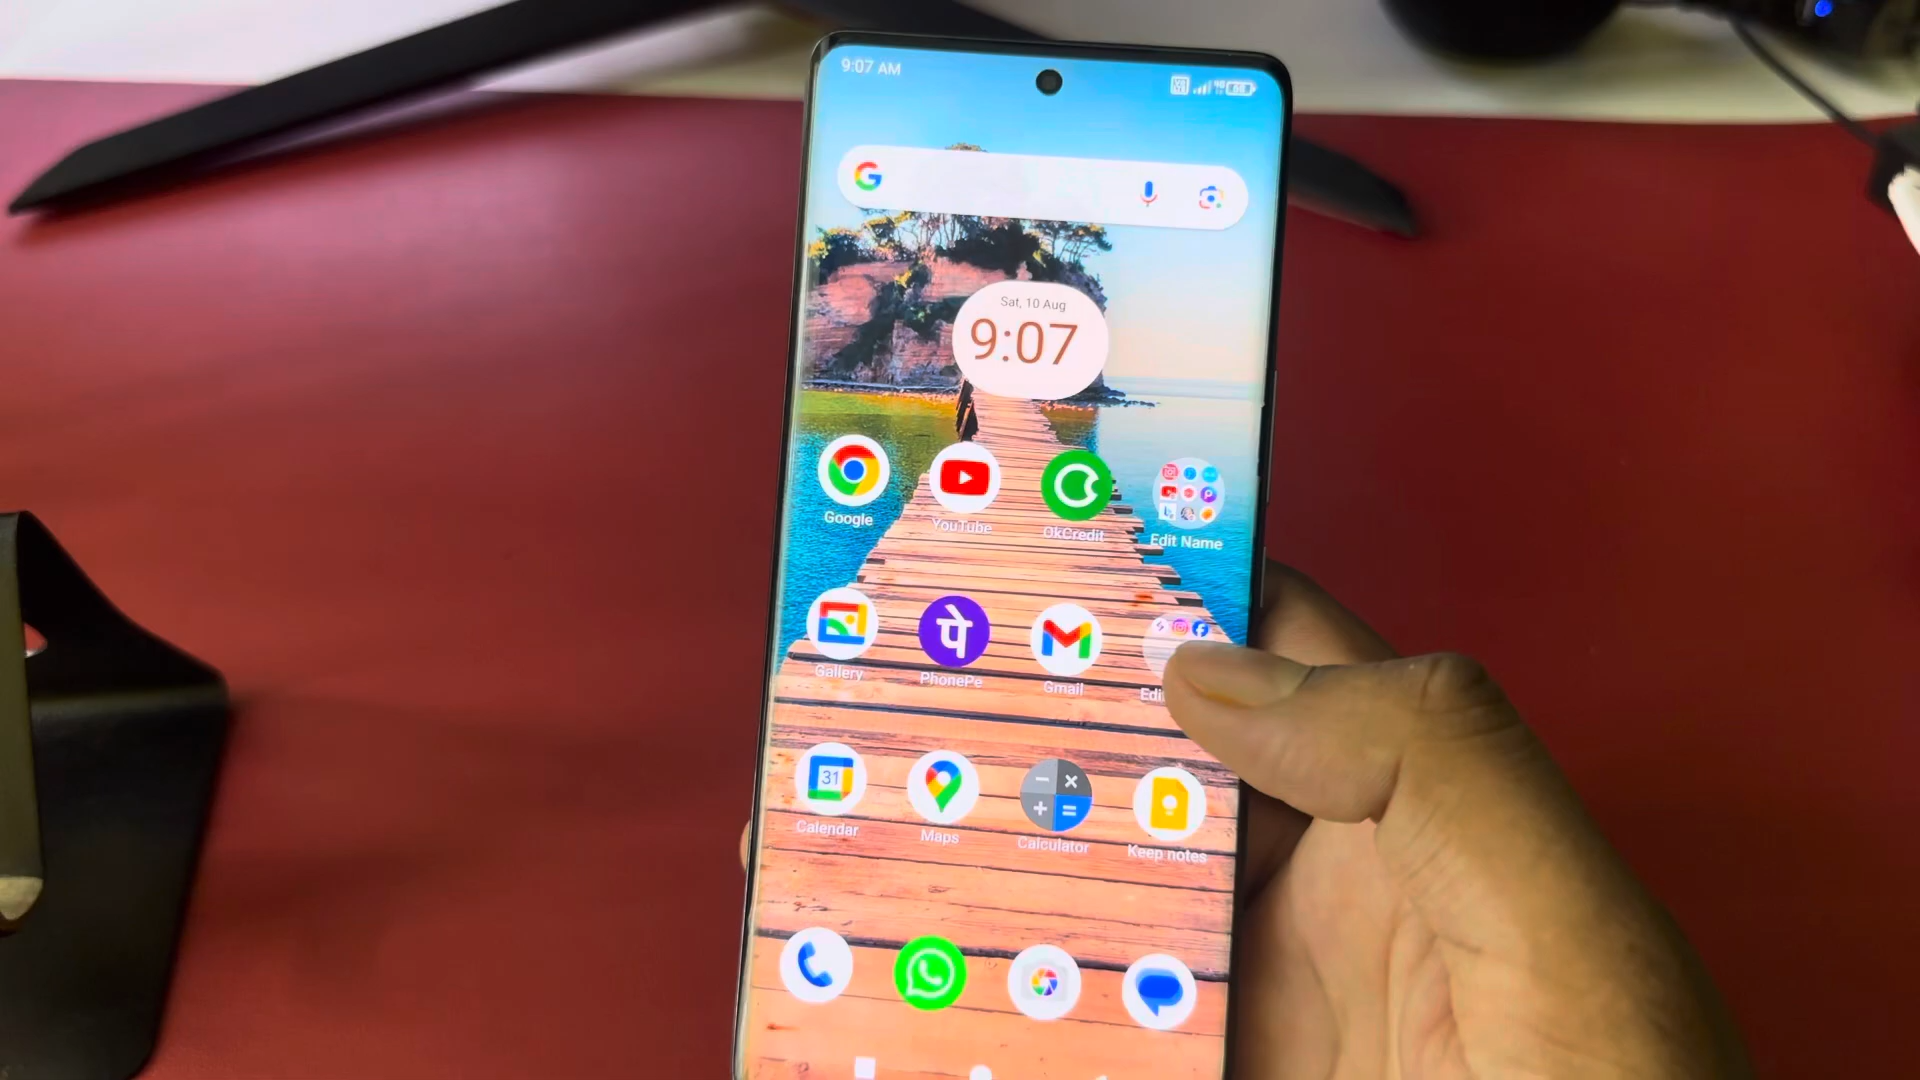 9:07 AM
Sat, 10 Aug
9:07
Google
YouTube
OkCredit
Edit Name
Gallery
पे
PhonePe
Gmail
31
Calendar
Maps
Calculator
Keep notes